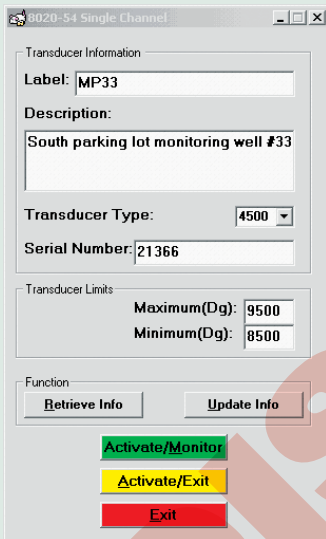 8020-54 Single Channel
Transducer Information
Label: MP33
Description:
South parking lot monitoring well #33
Transducer Type: 4500
Serial Number: 21366
Transducer Limits
Maximum(Dg): 9500
Minimum(Dg): 8500
Function
Retrieve Info Update Info
Activate/Monitor
Activate/Exit
Exit